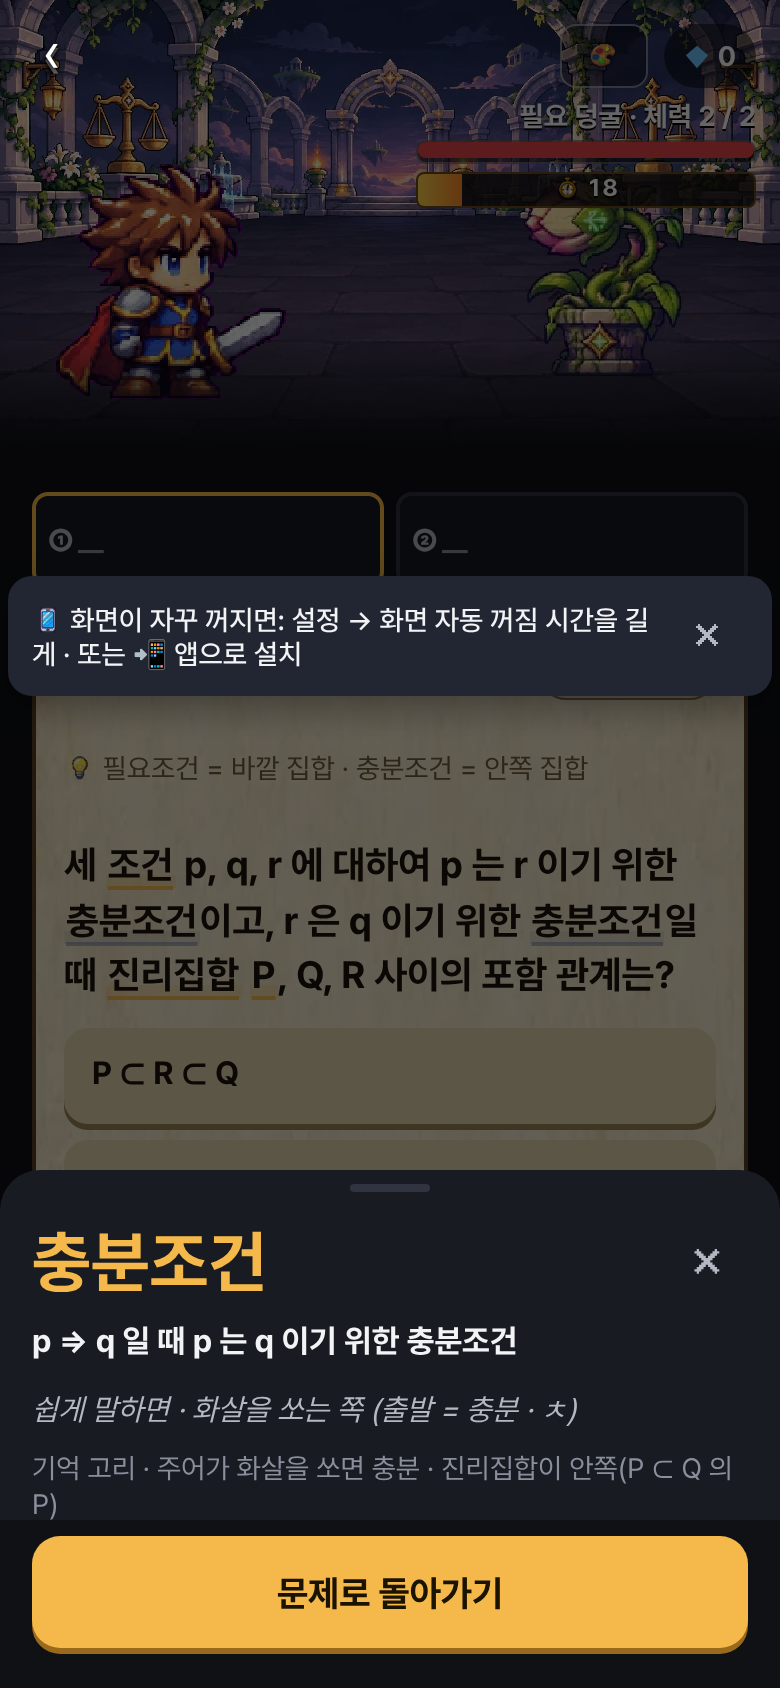 0
필요 덩굴 · 체력 2 / 2
18
① __
② __
화면이 자꾸 꺼지면: 설정 → 화면 자동 꺼짐 시간을 길
게 · 또는 📲 앱으로 설치
✕
필요조건 = 바깥 집합 · 충분조건 = 안쪽 집합
세 조건 p, q, r 에 대하여 p 는 r 이기 위한
충분조건이고, r 은 q 이기 위한 충분조건일
때 진리집합 P, Q, R 사이의 포함 관계는?
P ⊂ R ⊂ Q
충분조건
✕
p ⇒ q 일 때 p 는 q 이기 위한 충분조건
쉽게 말하면 · 화살을 쏘는 쪽 (출발 = 충분 · ㅊ)
기억 고리 · 주어가 화살을 쏘면 충분 · 진리집합이 안쪽(P ⊂ Q 의
P)
문제로 돌아가기